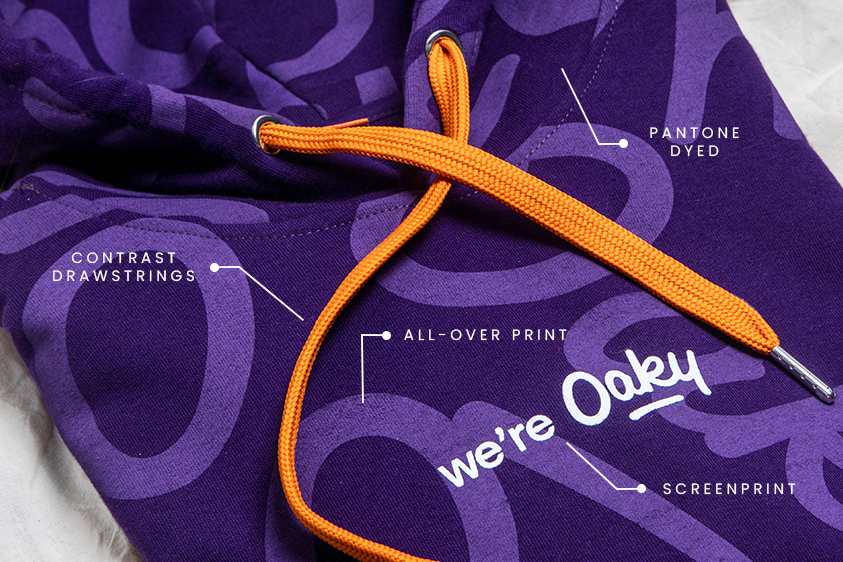 PANTONE
DYED
CONTRAST
DRAWSTRINGS
ALL-OVER PRINT
we're Oaky
SCREENPRINT